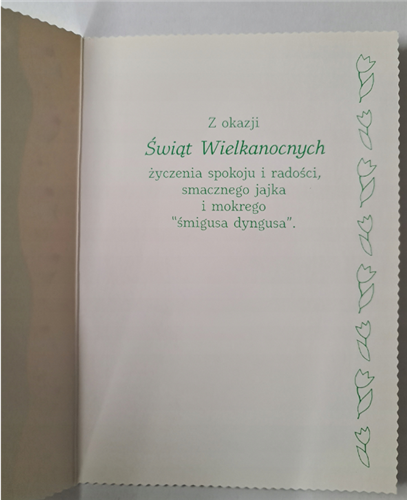 Z okazji
Świąt Wielkanocnych
życzenia spokoju i radości,
smacznego jajka
i mokrego
"śmigusa dyngusa".